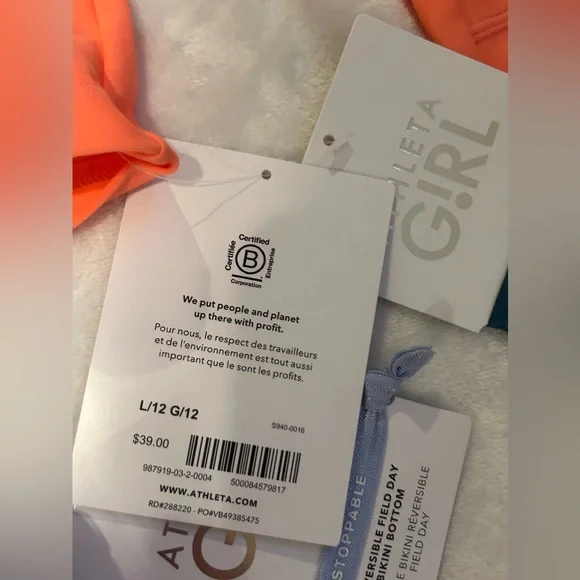 Certified
Certifiée
B
Entreprise
Corporation
We put people and planet
up there with profit.
Pour nous, le respect des travailleurs
et de l'environnement est tout aussi
important que le sont les profits.
L/12 G/12
S940-0016
$39.00
987919-03-2-0004 500084579817
WWW.ATHLETA.COM
RD#288220 - PO#VB49385475
ATHLETA
G.RL
STOPPABLE
ERSIBLE FIELD DAY
BIKINI BOTTOM
E BIKINI RÉVERSIBLE
FIELD DAY
AT
G